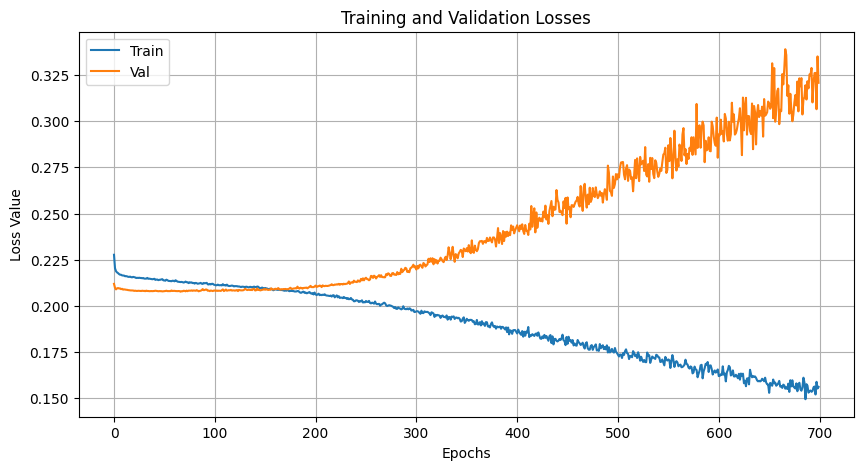 Training and Validation Losses
Train
Val
Loss Value
0.325
0.300
0.275
0.250
0.225
0.200
0.175
0.150
0 100 200 300 400 500 600 700
Epochs